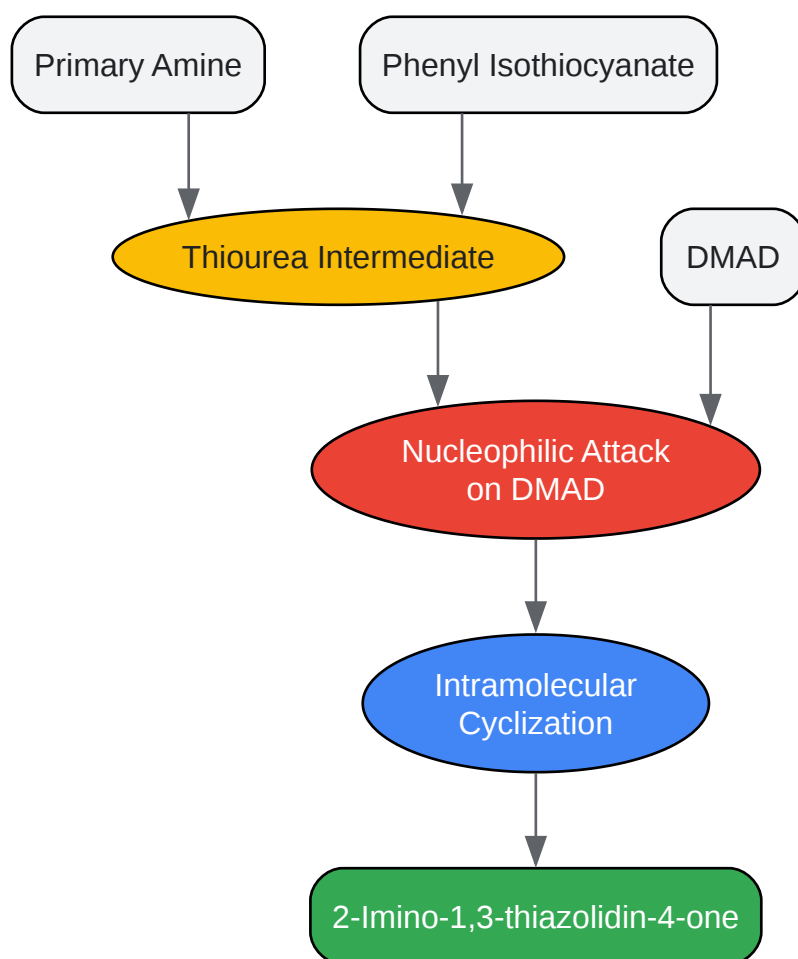 Primary Amine
Phenyl Isothiocyanate
Thiourea Intermediate
DMAD
Nucleophilic Attack
on DMAD
Intramolecular
Cyclization
2-Imino-1,3-thiazolidin-4-one